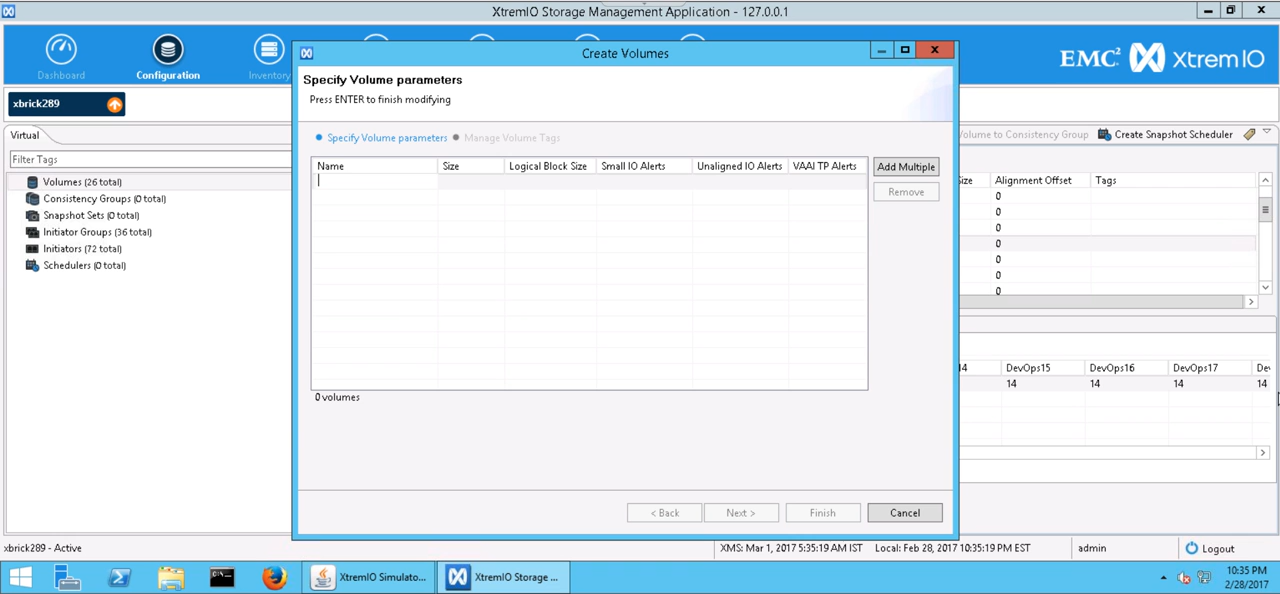 XtremIO Storage Management Application - 127.0.0.1
Dashboard
Configuration
Inventory
EMC² XtremIO
xbrick289
Virtual
Filter Tags
Volumes (26 total)
Consistency Groups (0 total)
Snapshot Sets (0 total)
Initiator Groups (36 total)
Initiators (72 total)
Schedulers (0 total)
Create Volumes
Specify Volume parameters
Press ENTER to finish modifying
Specify Volume parameters
Manage Volume Tags
Name Size Logical Block Size Small IO Alerts Unaligned IO Alerts VAAI TP Alerts
Add Multiple
Remove
0 volumes
< Back
Next >
Finish
Cancel
Volume to Consistency Group
Create Snapshot Scheduler
Size Alignment Offset Tags
0
0
0
0
0
0
14 DevOps15 DevOps16 DevOps17 De
14 14 14 14
xbrick289 - Active
XMS: Mar 1, 2017 5:35:19 AM IST
Local: Feb 28, 2017 10:35:19 PM EST
admin
Logout
XtremIO Simulato...
XtremIO Storage ...
10:35 PM
2/28/2017